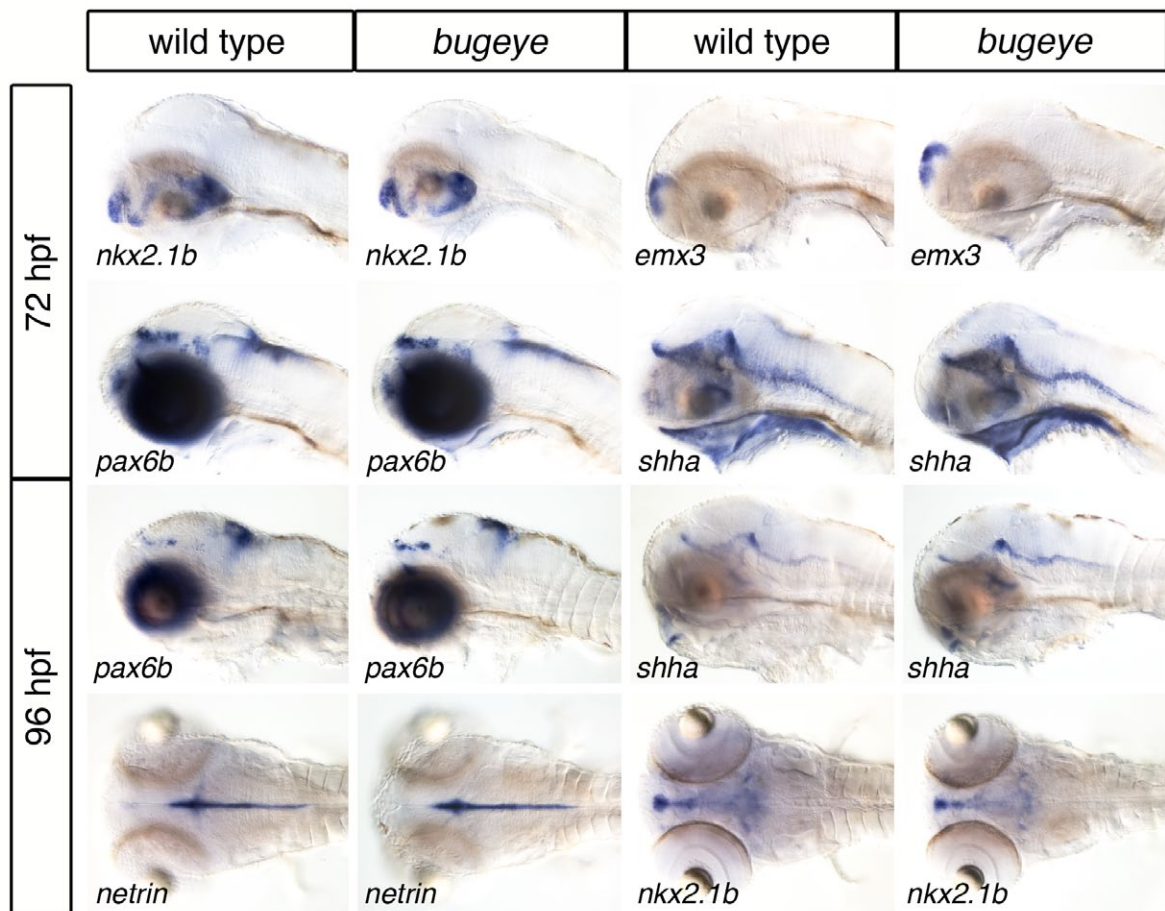 wild type bugeye wild type bugeye
72 hpf
nkx2.1b nkx2.1b emx3 emx3
pax6b pax6b shha shha
96 hpf
pax6b pax6b shha shha
netrin netrin nkx2.1b nkx2.1b